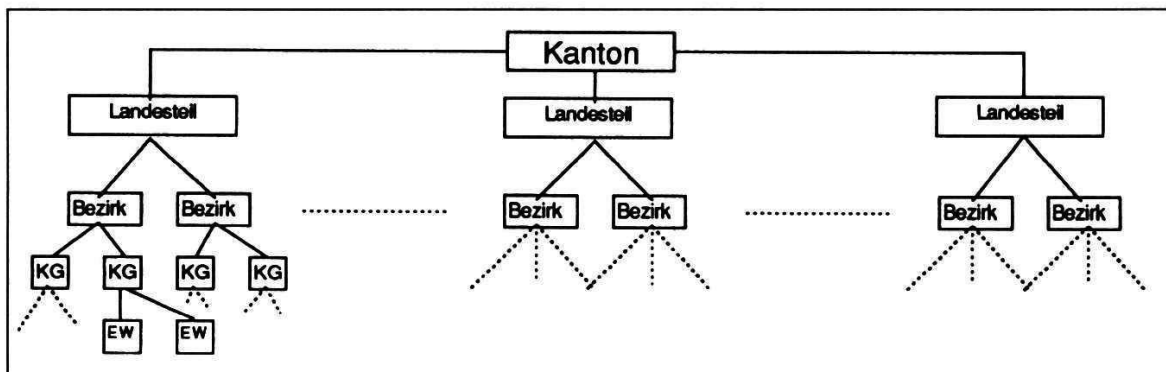 Kanton
Landesteil
Landesteil
Landesteil
Bezirk Bezirk
Bezirk Bezirk
Bezirk Bezirk
KG KG KG KG
EW EW